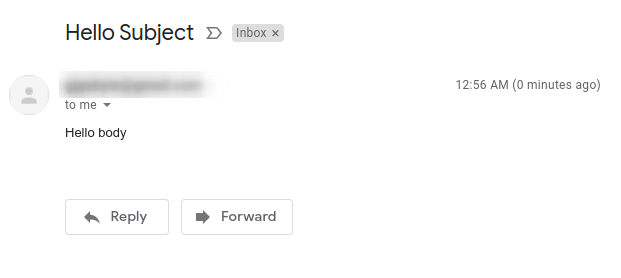 Hello Subject Inbox ×
12:56 AM (0 minutes ago)
to me
Hello body
Reply Forward